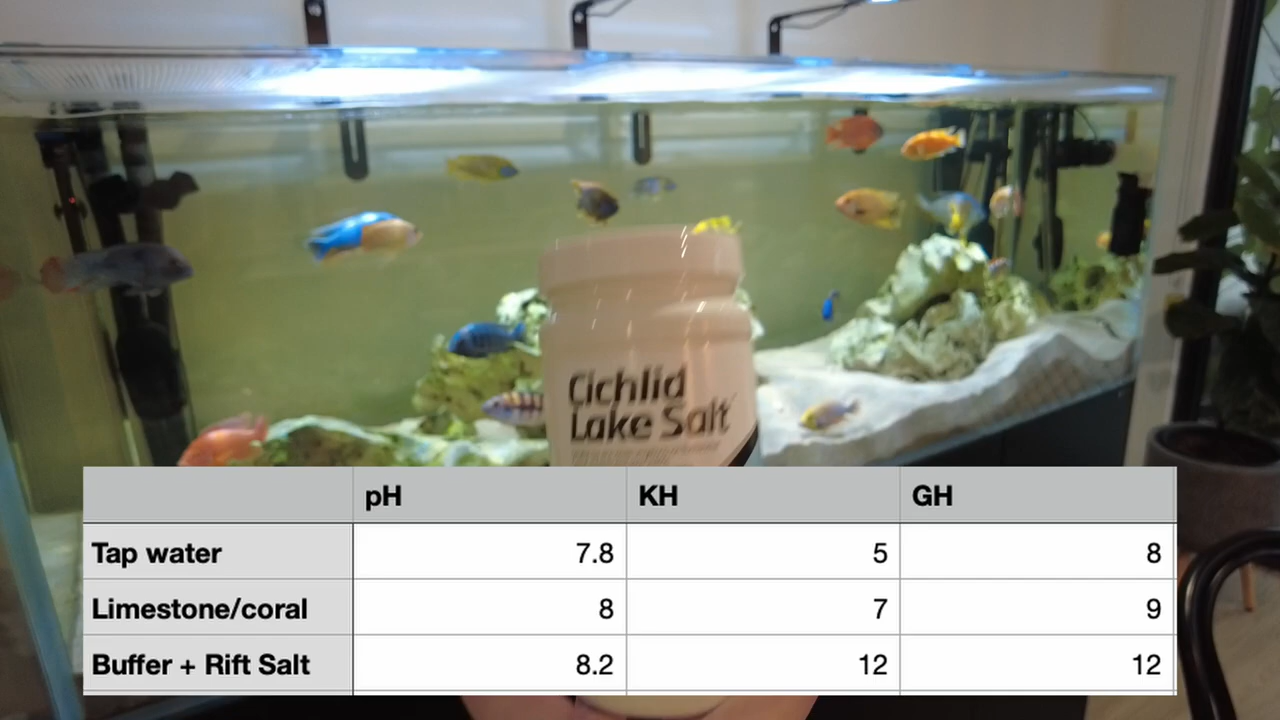 Cichlid
Lake Salt
pH KH GH
Tap water 7.8 5 8
Limestone/coral 8 7 9
Buffer + Rift Salt 8.2 12 12